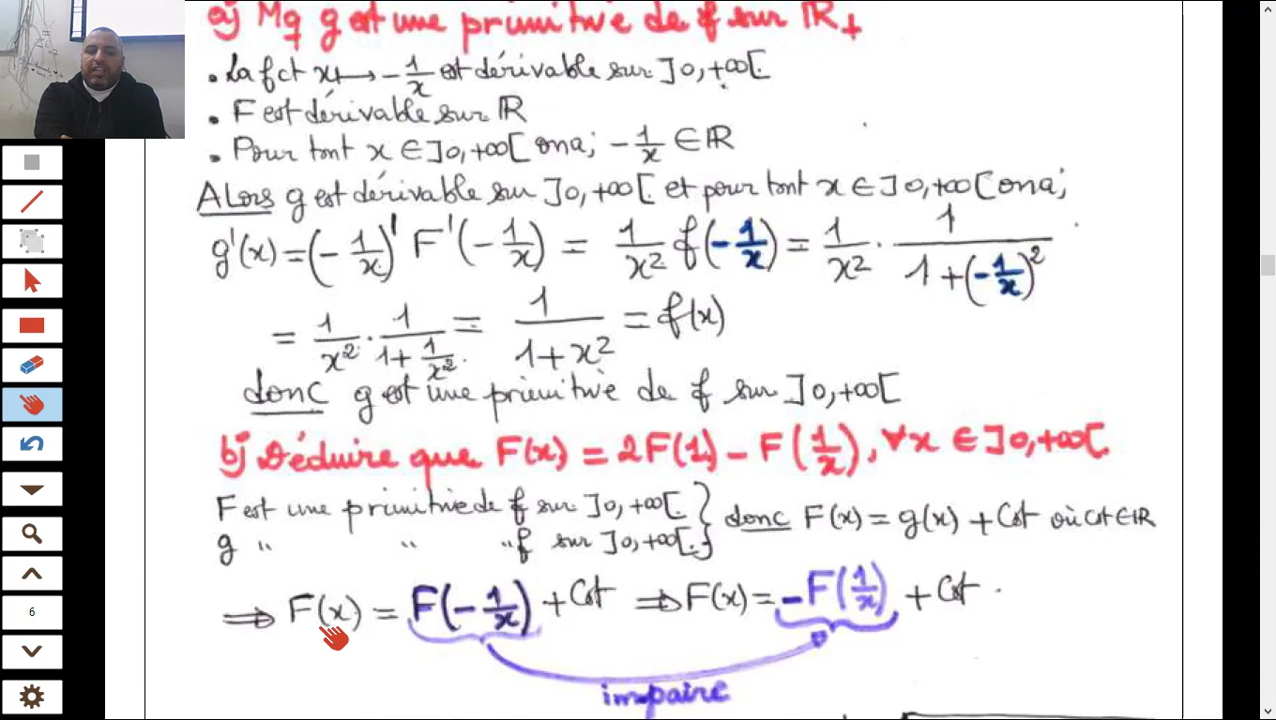 a) Mq g est une primitive de f sur ℝ+
. La fct x ⟼ -1/x est dérivable sur ]0,+∞[
. F est dérivable sur ℝ
. Pour tout x ∈ ]0,+∞[ ona; -1/x ∈ ℝ
Alors g est dérivable sur ]0,+∞[ et pour tout x ∈ ]0,+∞[ ona;
g'(x) = (-1/x)' F'(-1/x) = 1/x² f(-1/x) = 1/x² · 1/(1+(-1/x)²)
= 1/x² · 1/(1+1/x²) = 1/(1+x²) = f(x)
donc g est une primitive de f sur ]0,+∞[
b) Déduire que F(x) = 2F(1) - F(1/x), ∀x ∈ ]0,+∞[
F est une primitive de f sur ]0,+∞[. } donc F(x) = g(x) + Cst où Cst ∈ ℝ
g " " " f sur ]0,+∞[. }
⟹ F(x) = F(-1/x) + Cst ⟹ F(x) = -F(1/x) + Cst .
impaire
6